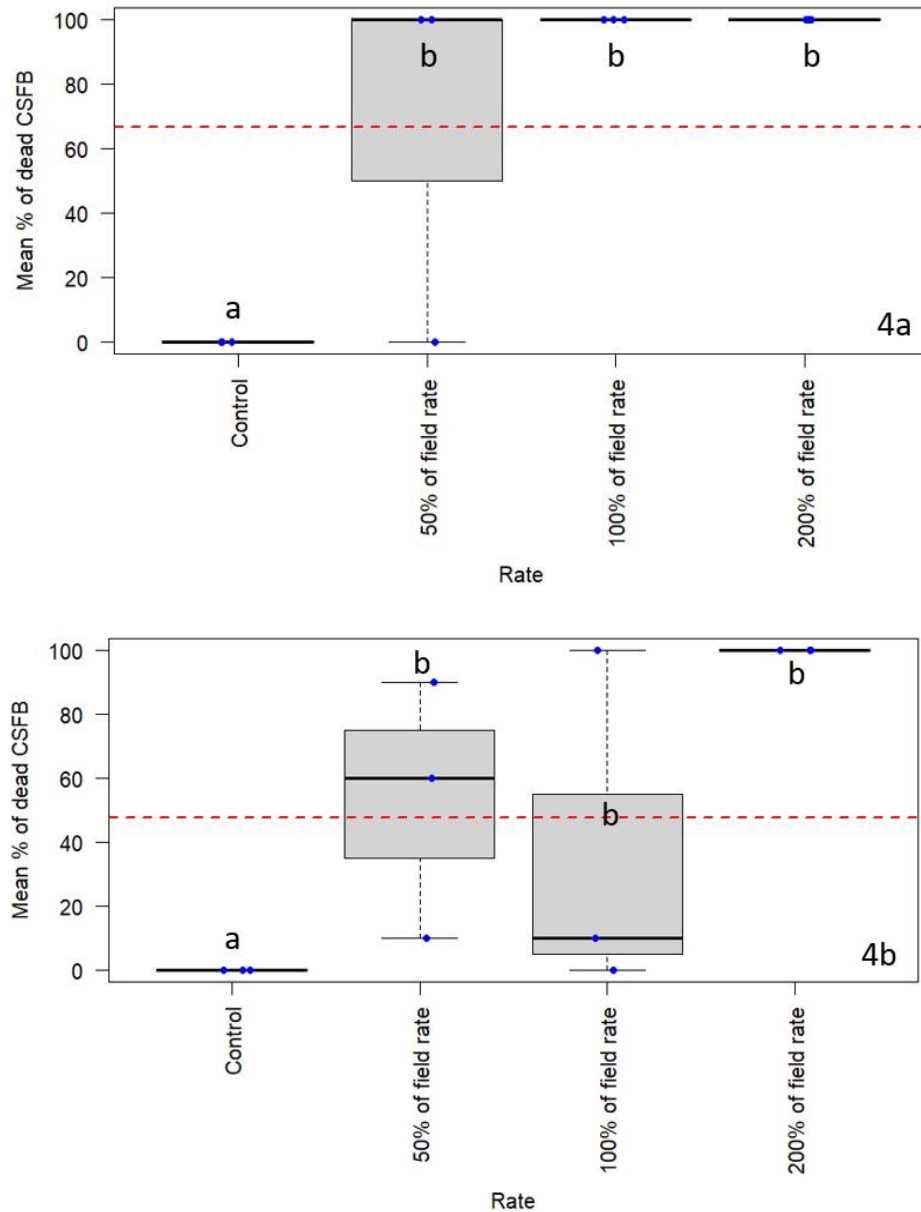 Mean % of dead CSFB
100
80
60
40
20
0
a
b
b
b
4a
Control
50% of field rate
100% of field rate
200% of field rate
Rate
Mean % of dead CSFB
100
80
60
40
20
0
a
b
b
b
4b
Control
50% of field rate
100% of field rate
200% of field rate
Rate